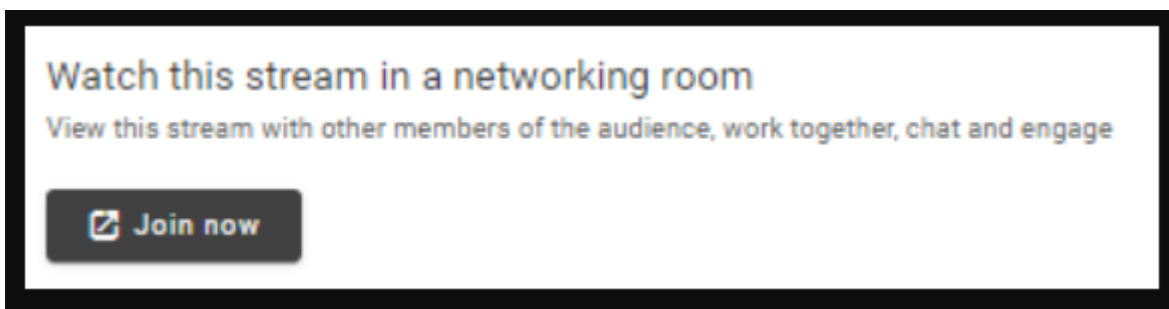 Watch this stream in a networking room
View this stream with other members of the audience, work together, chat and engage
Join now